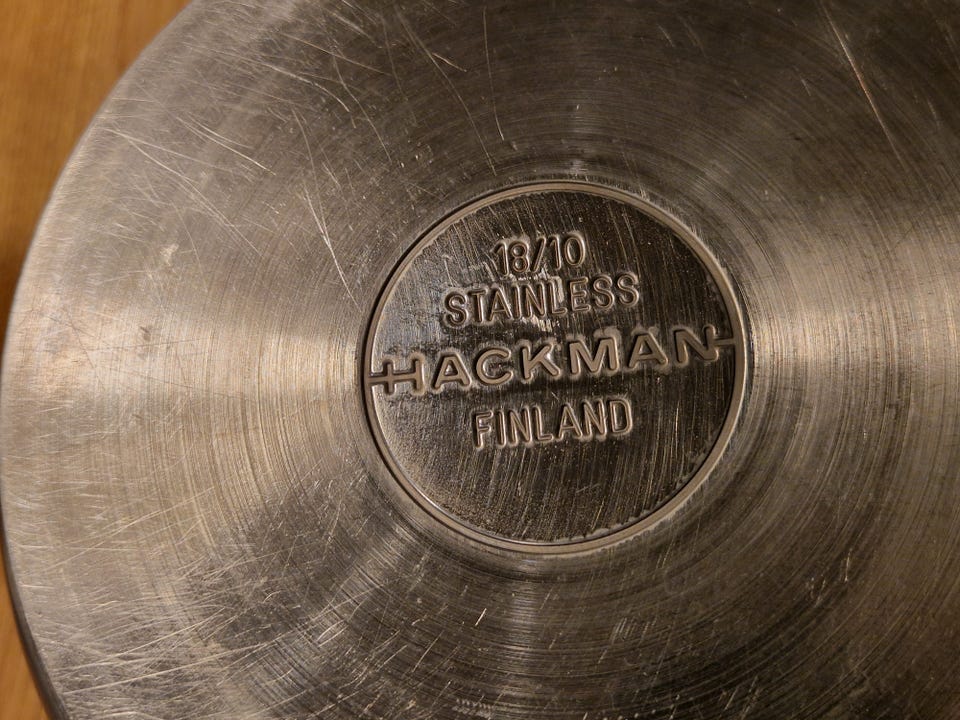 18/10
STAINLESS
HACKMAN
FINLAND